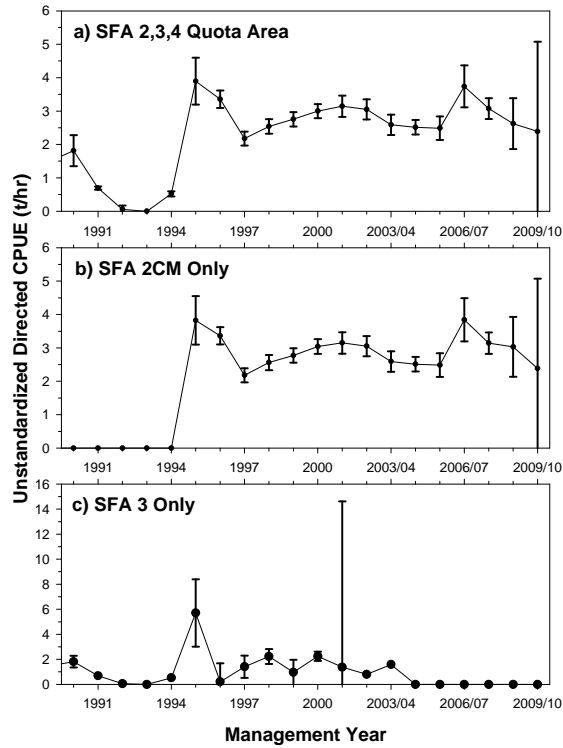 a) SFA 2,3,4 Quota Area
6
5
4
3
2
1
0
1991 1994 1997 2000 2003/04 2006/07 2009/10
b) SFA 2CM Only
6
5
4
3
2
1
0
1991 1994 1997 2000 2003/04 2006/07 2009/10
c) SFA 3 Only
16
14
12
10
8
6
4
2
0
1991 1994 1997 2000 2003/04 2006/07 2009/10
Unstandardized Directed CPUE (t/hr)
Management Year